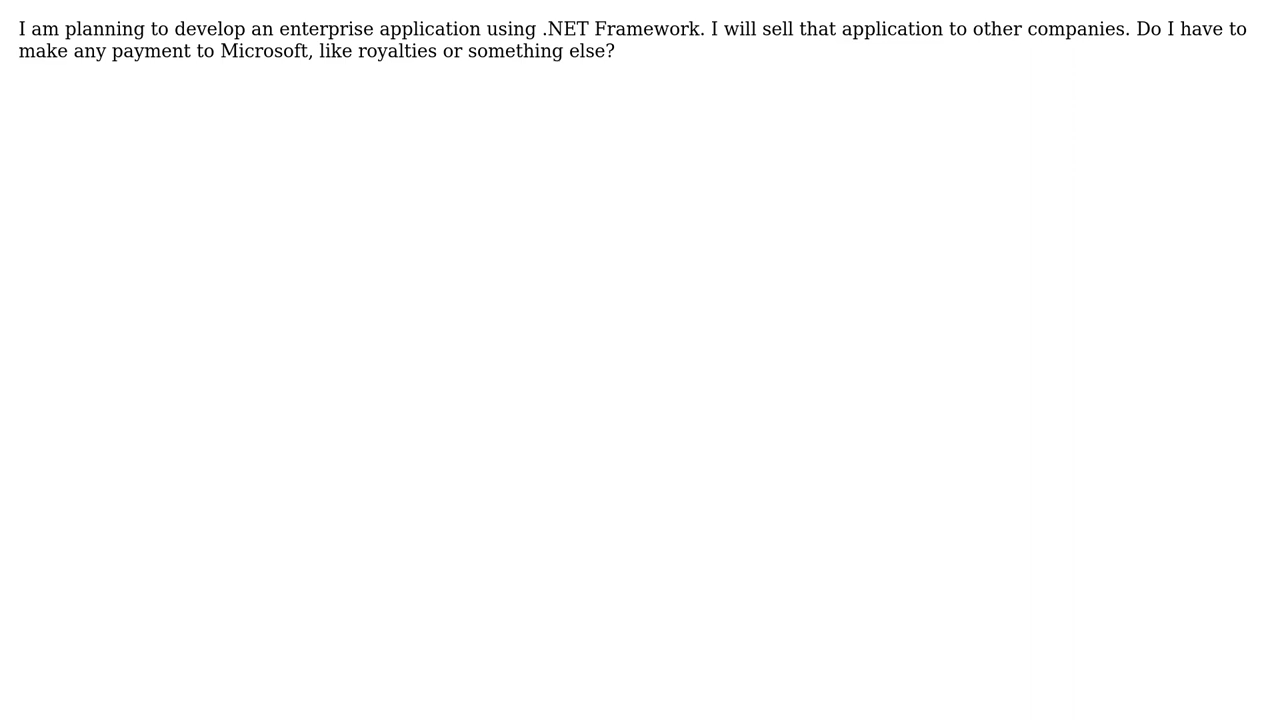 I am planning to develop an enterprise application using .NET Framework. I will sell that application to other companies. Do I have to
make any payment to Microsoft, like royalties or something else?